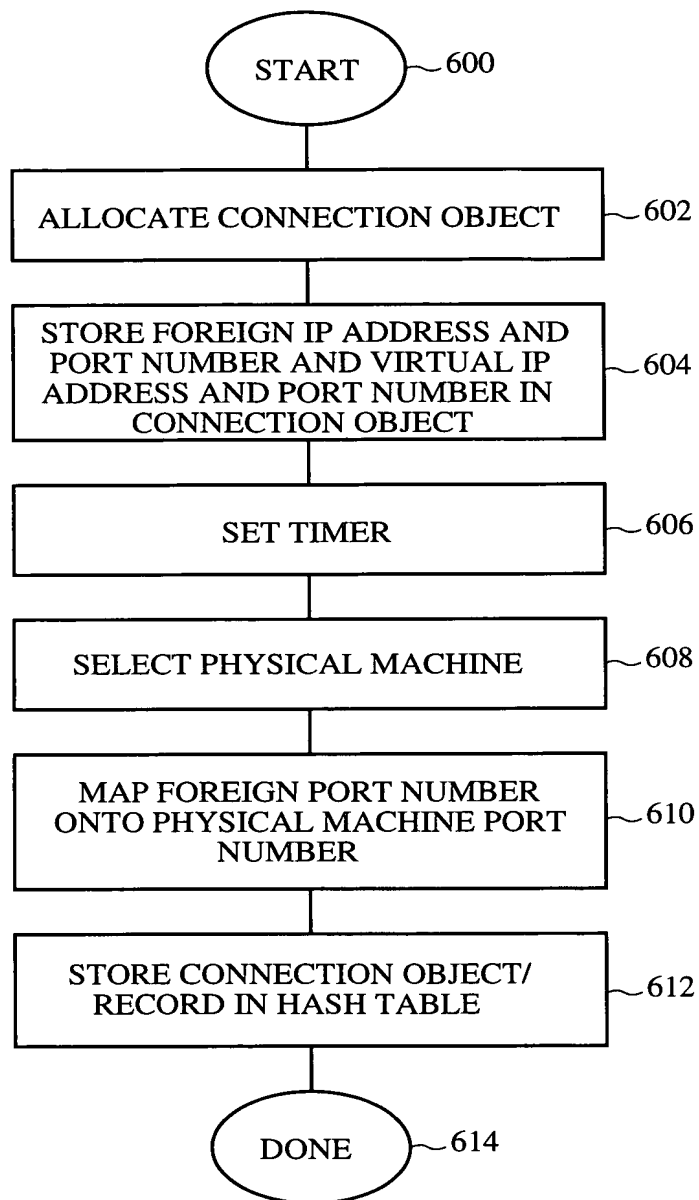 START
600
ALLOCATE CONNECTION OBJECT
602
STORE FOREIGN IP ADDRESS AND
PORT NUMBER AND VIRTUAL IP
ADDRESS AND PORT NUMBER IN
CONNECTION OBJECT
604
SET TIMER
606
SELECT PHYSICAL MACHINE
608
MAP FOREIGN PORT NUMBER
ONTO PHYSICAL MACHINE PORT
NUMBER
610
STORE CONNECTION OBJECT/
RECORD IN HASH TABLE
612
DONE
614